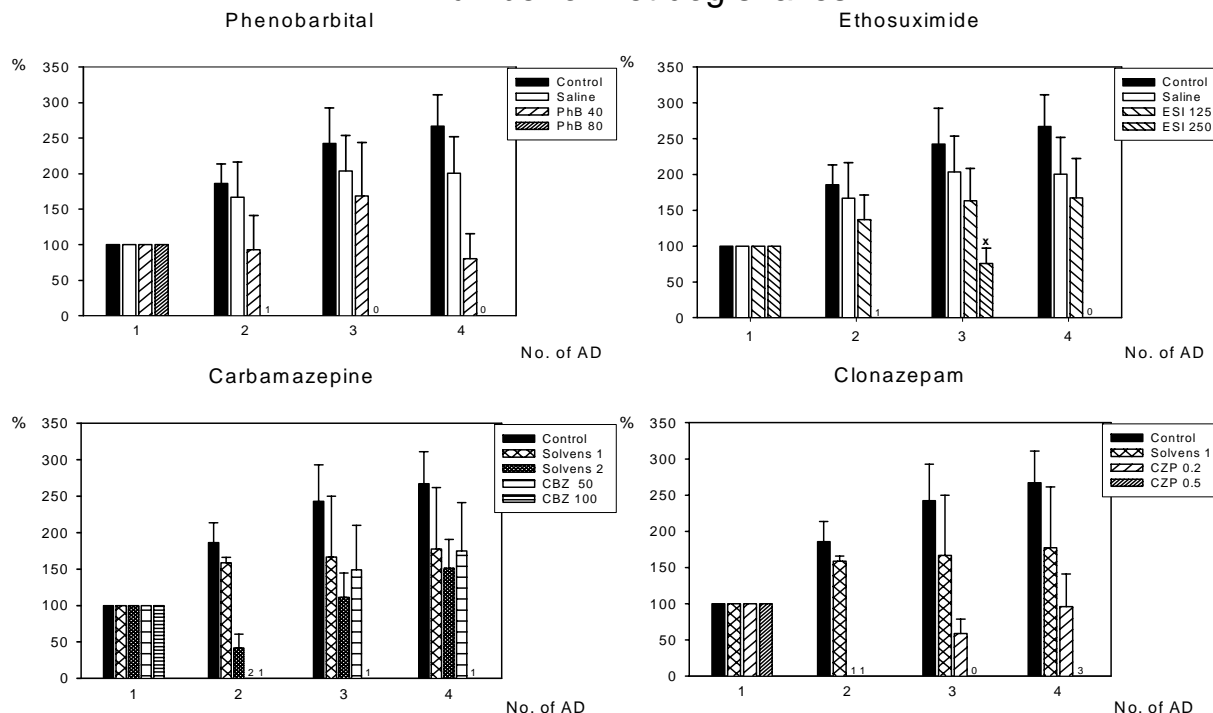 Number of wet dog shakes
Phenobarbital
%
350
300
250
200
150
100
50
0
Control
Saline
PhB 40
PhB 80
1
0
0
1 2 3 4
No. of AD
Ethosuximide
%
350
300
250
200
150
100
50
0
Control
Saline
ESI 125
ESI 250
x
1
0
1 2 3 4
No. of AD
Carbamazepine
%
350
300
250
200
150
100
50
0
Control
Solvens 1
Solvens 2
CBZ 50
CBZ 100
2 1
1
1
1 2 3 4
No. of AD
Clonazepam
%
350
300
250
200
150
100
50
0
Control
Solvens 1
CZP 0.2
CZP 0.5
1 1
0
3
1 2 3 4
No. of AD